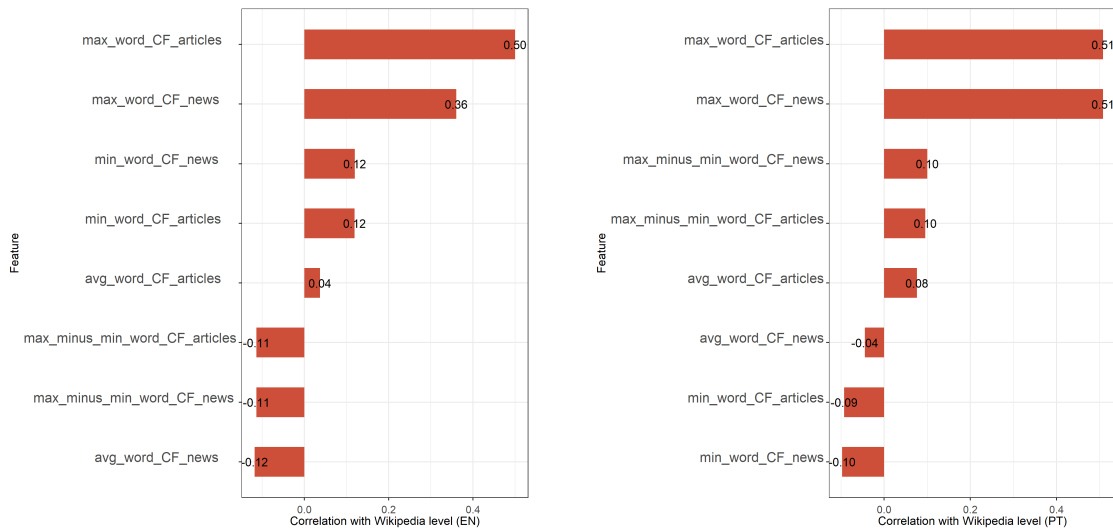 max_word_CF_articles 0.50
max_word_CF_news 0.36
min_word_CF_news 0.12
min_word_CF_articles 0.12
avg_word_CF_articles 0.04
max_minus_min_word_CF_articles -0.11
max_minus_min_word_CF_news -0.11
avg_word_CF_news -0.12
Feature
0.0 0.2 0.4
Correlation with Wikipedia level (EN)
max_word_CF_articles 0.51
max_word_CF_news 0.51
max_minus_min_word_CF_news 0.10
max_minus_min_word_CF_articles 0.10
avg_word_CF_articles 0.08
avg_word_CF_news -0.04
min_word_CF_articles -0.09
min_word_CF_news -0.10
Feature
0.0 0.2 0.4
Correlation with Wikipedia level (PT)